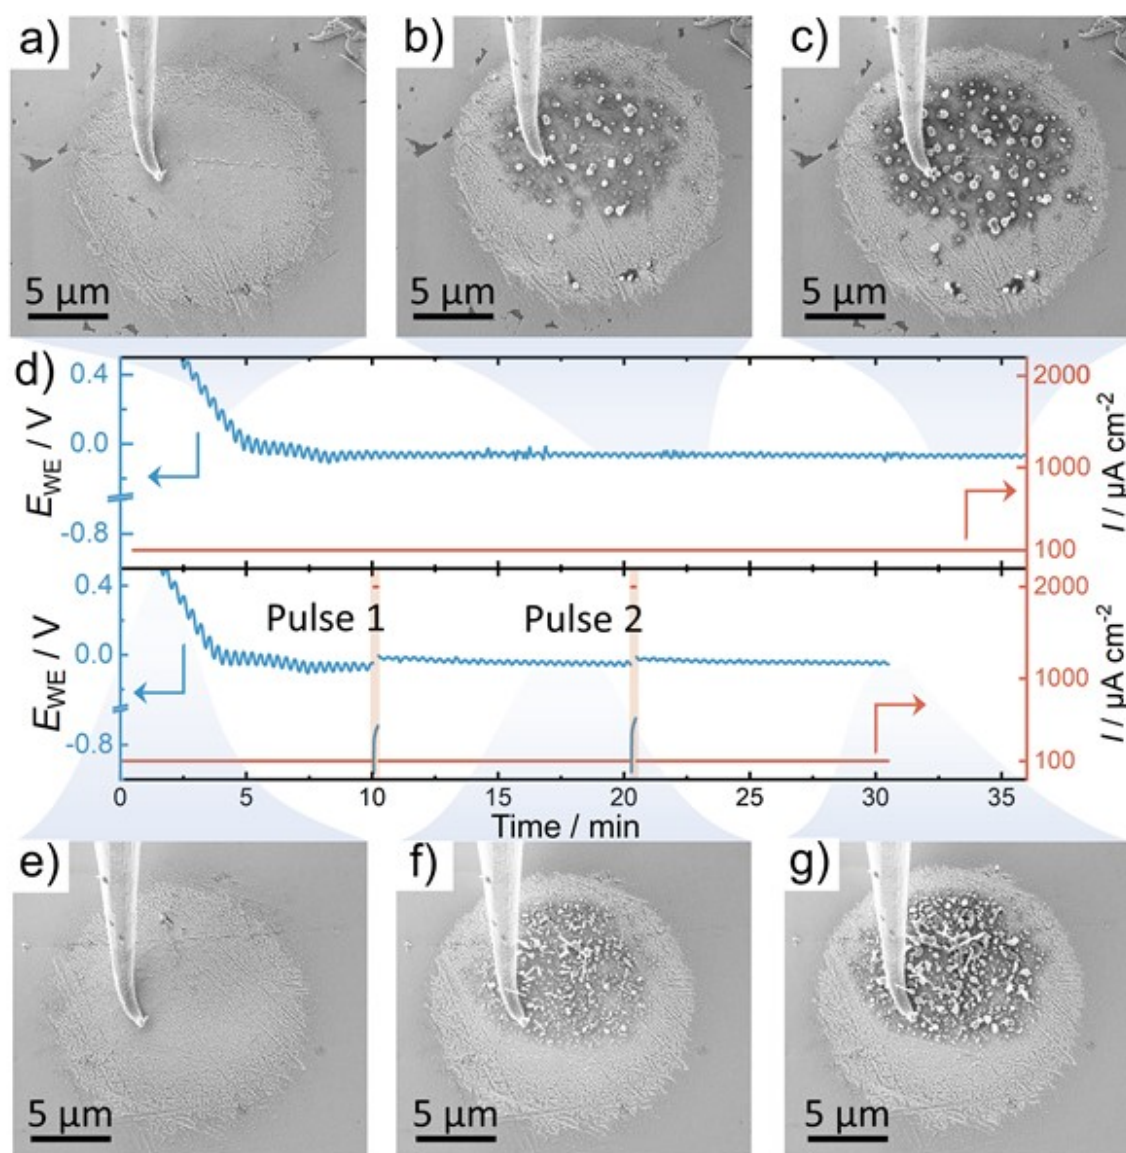 a)
b)
c)
5 µm
5 µm
5 µm
d)
0.4
0.0
-0.8
E_WE / V
2000
1000
100
I / µA cm⁻²
0.4
0.0
-0.8
E_WE / V
Pulse 1
Pulse 2
2000
1000
100
I / µA cm⁻²
0
5
10
15
20
25
30
35
Time / min
e)
f)
g)
5 µm
5 µm
5 µm